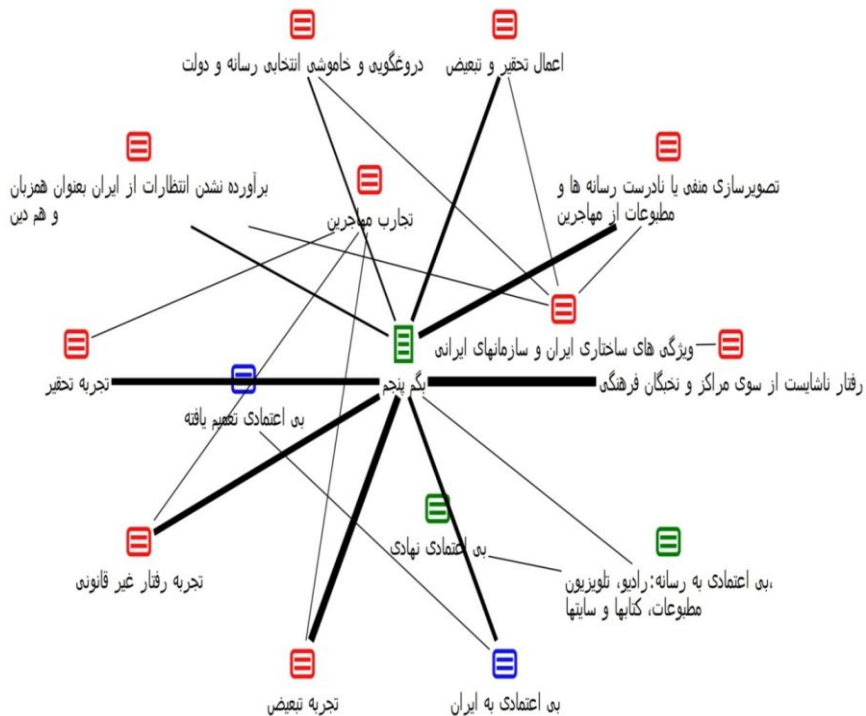 دروغگویی و خاموشی انتخابی رسانه و دولت
اعمال تحقیر و تبعیض
برآورده نشدن انتظارات از ایران بعنوان همزبان
و هم دین
تجارب مهاجرین
تصویرسازی منفی یا نادرست رسانه ها و
مطبوعات از مهاجرین
ویژگی های ساختاری ایران و سازمانهای ایرانی
تجربه تحقیر
بگم پنجم
رفتار ناشایست از سوی مراکز و نخبگان فرهنگی
بی اعتمادی تعمیم یافته
بی اعتمادی نهادی
تجربه رفتار غیر قانونی
بی اعتمادی به رسانه: رادیو، تلویزیون،
مطبوعات، کتابها و سایتها
تجربه تبعیض
بی اعتمادی به ایران